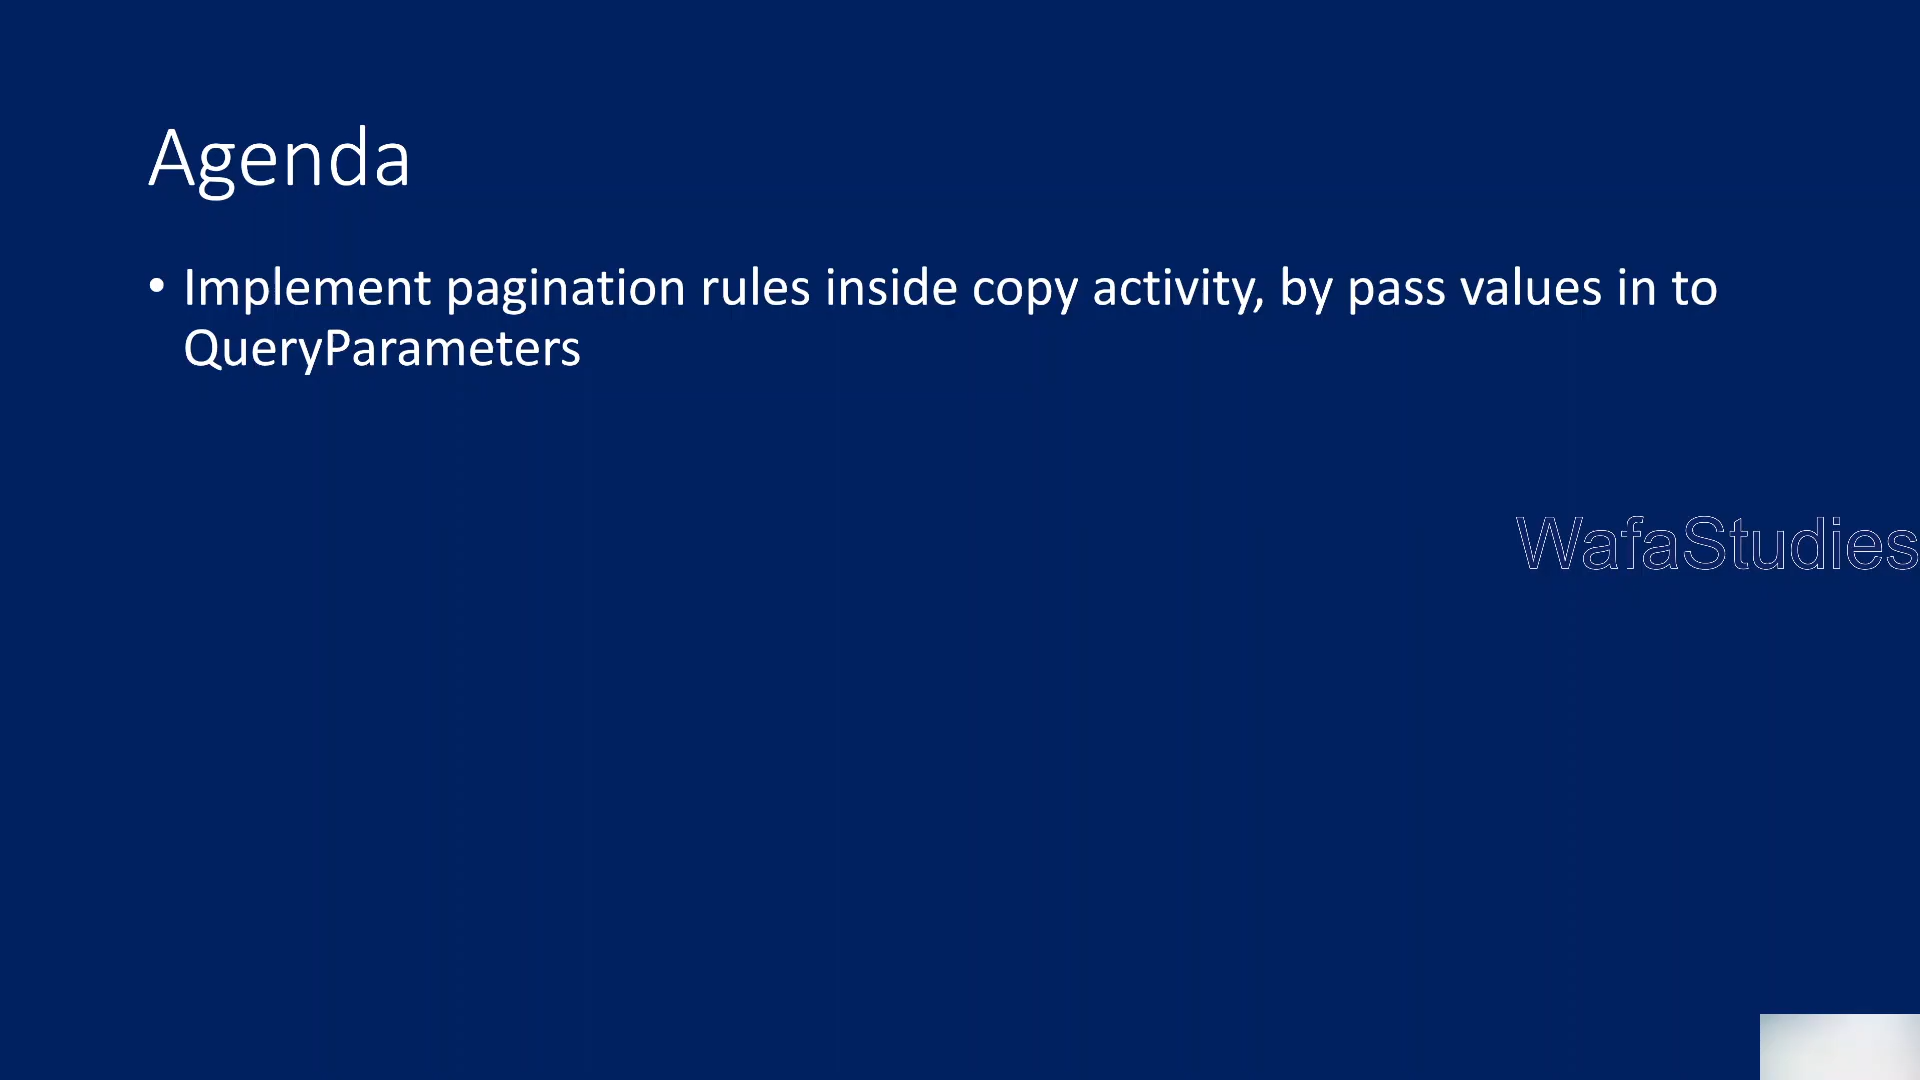 Agenda
• Implement pagination rules inside copy activity, by pass values in to
QueryParameters
WafaStudies